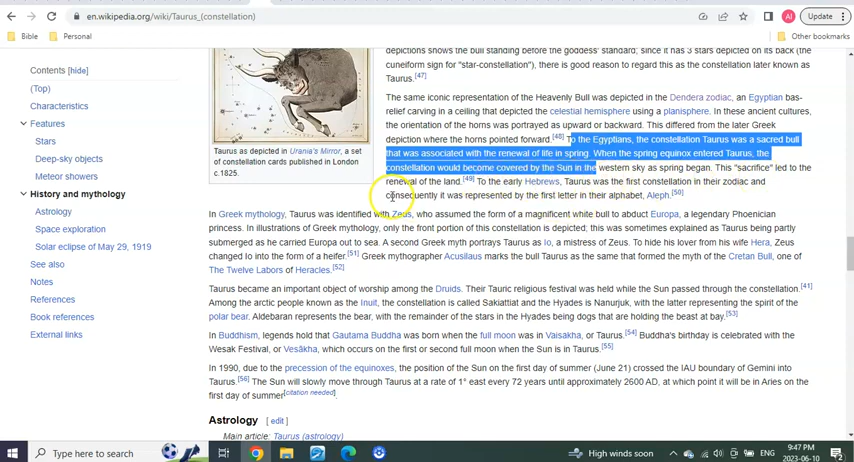 en.wikipedia.org/wiki/Taurus_(constellation)
AI
Update
Bible
Personal
Other bookmarks
Contents [hide]
(Top)
Characteristics
Features
Stars
Deep-sky objects
Meteor showers
History and mythology
Astrology
Space exploration
Solar eclipse of May 29, 1919
See also
Notes
References
Book references
External links
Taurus as depicted in Urania's Mirror, a set
of constellation cards published in London
c.1825.
depictions shows the bull standing before the goddess' standard; since it has 3 stars depicted on its back (the
cuneiform sign for "star-constellation"), there is good reason to regard this as the constellation later known as
Taurus.[47]
The same iconic representation of the Heavenly Bull was depicted in the Dendera zodiac, an Egyptian bas-
relief carving in a ceiling that depicted the celestial hemisphere using a planisphere. In these ancient cultures,
the orientation of the horns was portrayed as upward or backward. This differed from the later Greek
depiction where the horns pointed forward.[48] To the Egyptians, the constellation Taurus was a sacred bull
that was associated with the renewal of life in spring. When the spring equinox entered Taurus, the
constellation would become covered by the Sun in the western sky as spring began. This "sacrifice" led to the
renewal of the land.[49] To the early Hebrews, Taurus was the first constellation in their zodiac and
consequently it was represented by the first letter in their alphabet, Aleph.[50]
In Greek mythology, Taurus was identified with Zeus, who assumed the form of a magnificent white bull to abduct Europa, a legendary Phoenician
princess. In illustrations of Greek mythology, only the front portion of this constellation is depicted; this was sometimes explained as Taurus being partly
submerged as he carried Europa out to sea. A second Greek myth portrays Taurus as Io, a mistress of Zeus. To hide his lover from his wife Hera, Zeus
changed Io into the form of a heifer.[51] Greek mythographer Acusilaus marks the bull Taurus as the same that formed the myth of the Cretan Bull, one of
The Twelve Labors of Heracles.[52]
Taurus became an important object of worship among the Druids. Their Tauric religious festival was held while the Sun passed through the constellation.[41]
Among the arctic people known as the Inuit, the constellation is called Sakiattiat and the Hyades is Nanurjuk, with the latter representing the spirit of the
polar bear. Aldebaran represents the bear, with the remainder of the stars in the Hyades being dogs that are holding the beast at bay.[53]
In Buddhism, legends hold that Gautama Buddha was born when the full moon was in Vaisakha, or Taurus.[54] Buddha's birthday is celebrated with the
Wesak Festival, or Vesākha, which occurs on the first or second full moon when the Sun is in Taurus.[55]
In 1990, due to the precession of the equinoxes, the position of the Sun on the first day of summer (June 21) crossed the IAU boundary of Gemini into
Taurus.[56] The Sun will slowly move through Taurus at a rate of 1° east every 72 years until approximately 2600 AD, at which point it will be in Aries on the
first day of summer[citation needed].
Astrology [ edit ]
Main article: Taurus (astrology)
Type here to search
High winds soon
ENG
9:47 PM
2023-06-10
2